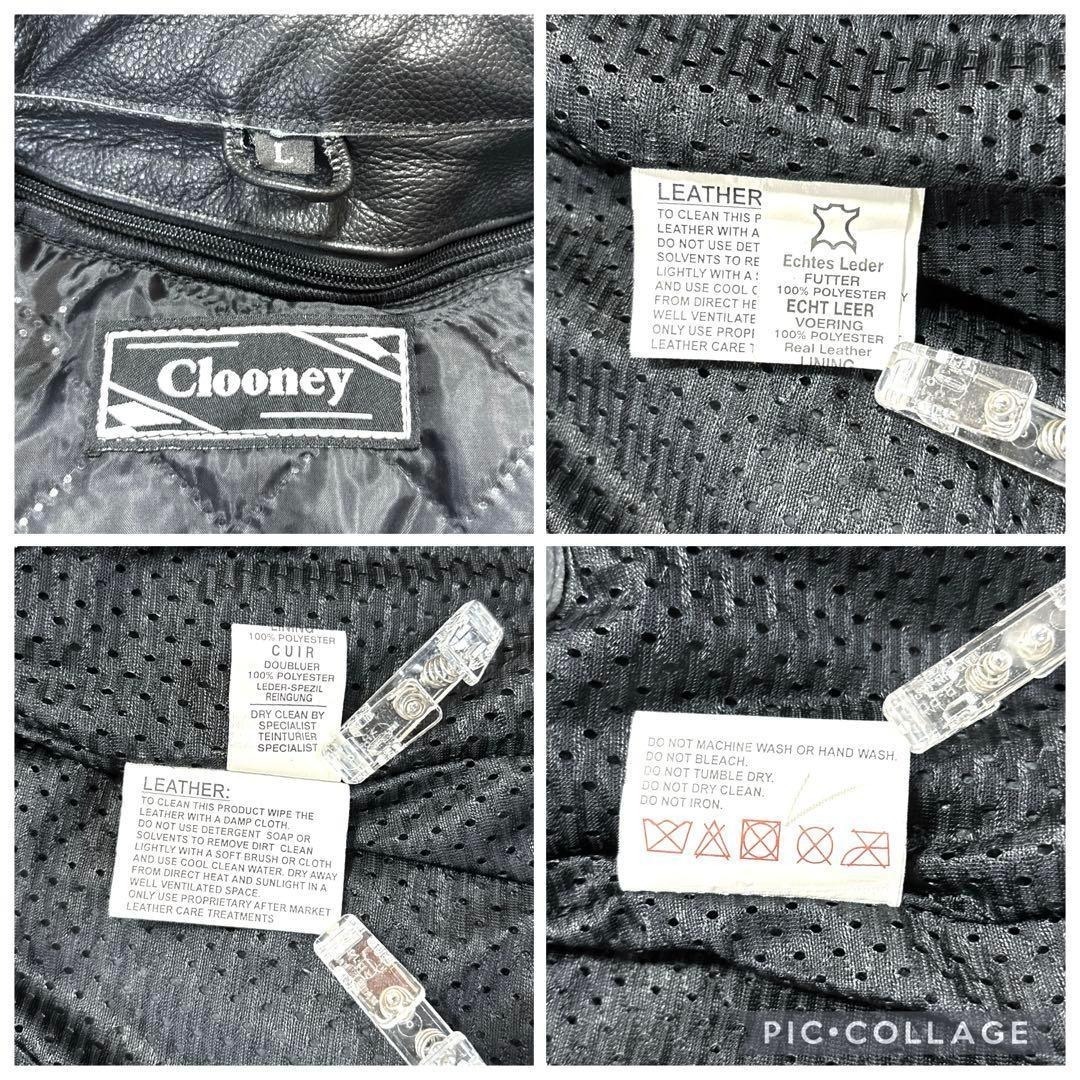 L
Clooney
LEATHER
TO CLEAN THIS P
LEATHER WITH A
DO NOT USE DET
SOLVENTS TO RE
LIGHTLY WITH A
AND USE COOL
FROM DIRECT HE
WELL VENTILATE
ONLY USE PROPI
LEATHER CARE
Echtes Leder
FUTTER
100% POLYESTER
ECHT LEER
VOERING
100% POLYESTER
Real Leather
LINING
Y
LINING
100% POLYESTER
CUIR
DOUBLUER
100% POLYESTER
LEDER-SPEZIL
REINGUNG
DRY CLEAN BY
SPECIALIST
TEINTURIER
SPECIALIST
LEATHER:
TO CLEAN THIS PRODUCT WIPE THE
LEATHER WITH A DAMP CLOTH.
DO NOT USE DETERGENT SOAP OR
SOLVENTS TO REMOVE DIRT CLEAN
LIGHTLY WITH A SOFT BRUSH OR CLOTH
AND USE COOL CLEAN WATER. DRY AWAY
FROM DIRECT HEAT AND SUNLIGHT IN A
WELL VENTILATED SPACE.
ONLY USE PROPRIETARY AFTER MARKET
LEATHER CARE TREATMENTS
DO NOT MACHINE WASH OR HAND WASH.
DO NOT BLEACH.
DO NOT TUMBLE DRY.
DO NOT DRY CLEAN.
DO NOT IRON.
PIC•COLLAGE